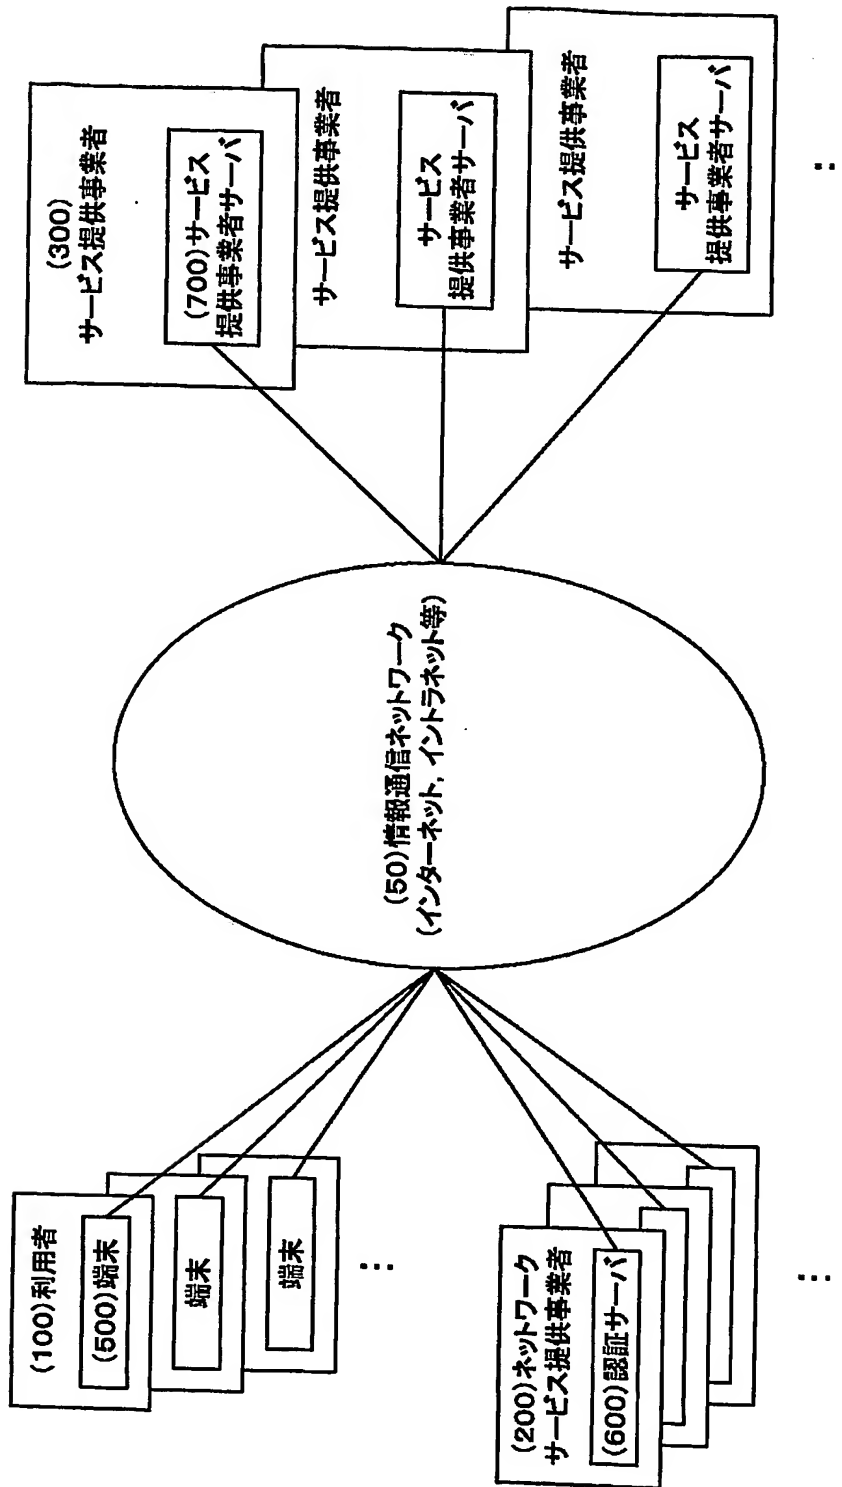 (100)利用者
(500)端末
端末
端末
⋮
(200)ネットワーク
サービス提供事業者
(600)認証サーバ
⋮
(50)情報通信ネットワーク
(インターネット, イントラネット等)
(300)
サービス提供事業者
(700)サービス
提供事業者サーバ
サービス提供事業者
サービス
提供事業者サーバ
サービス提供事業者
サービス
提供事業者サーバ
⋮